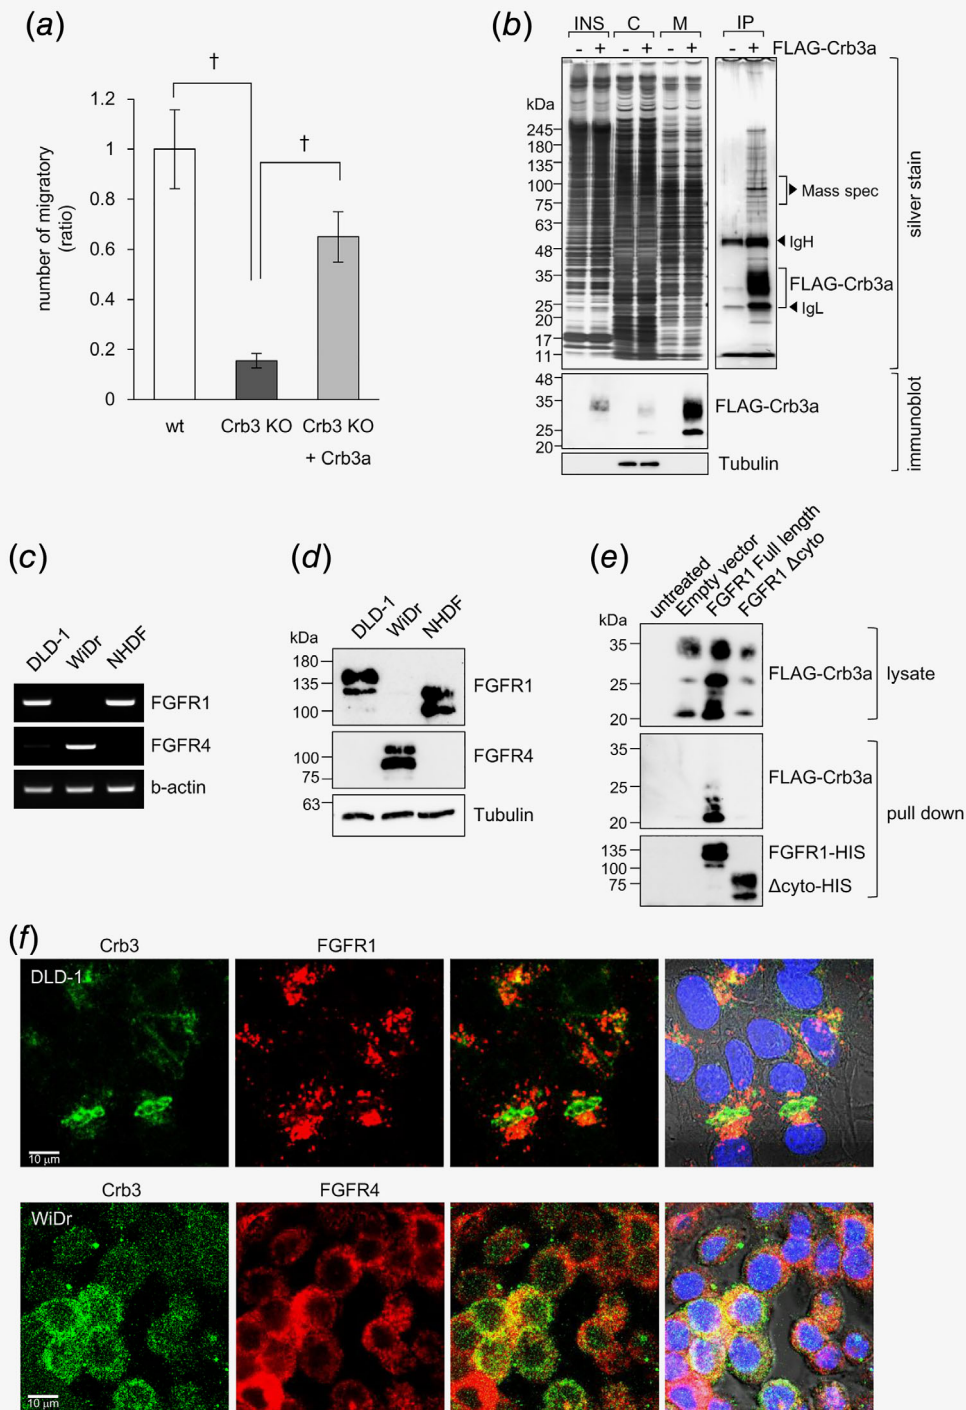 (a)
†
†
number of migratory
(ratio)
1.2
1
0.8
0.6
0.4
0.2
0
wt
Crb3 KO
Crb3 KO
+ Crb3a
(b)
INS
C
M
IP
- + - + - + - + FLAG-Crb3a
kDa
245
180
135
100
75
63
48
35
25
20
17
11
Mass spec
IgH
FLAG-Crb3a
IgL
silver stain
48
35
25
20
FLAG-Crb3a
Tubulin
immunoblot
(c)
DLD-1
WiDr
NHDF
FGFR1
FGFR4
b-actin
(d)
DLD-1
WiDr
NHDF
kDa
180
135
100
FGFR1
100
75
FGFR4
63
Tubulin
(e)
untreated
Empty vector
FGFR1 Full length
FGFR1 Δcyto
kDa
35
25
20
FLAG-Crb3a
lysate
35
25
20
FLAG-Crb3a
pull down
135
100
75
FGFR1-HIS
Δcyto-HIS
(f)
Crb3
FGFR1
DLD-1
10 μm
Crb3
FGFR4
WiDr
10 μm